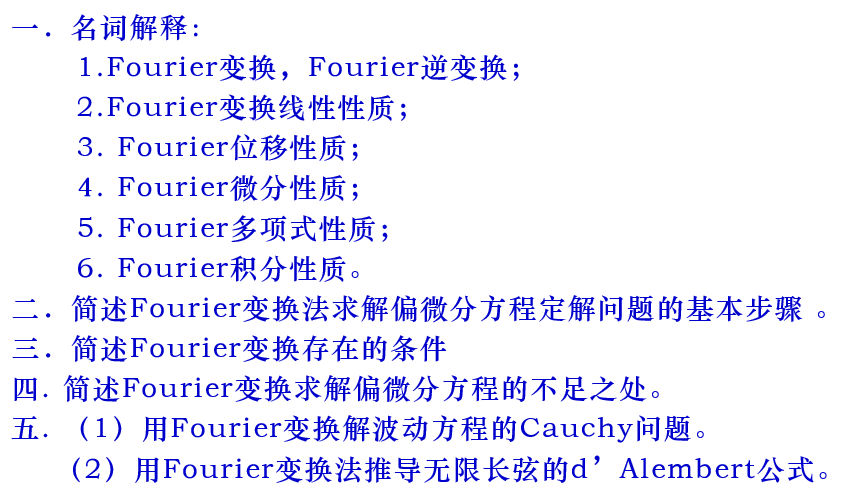 一．名词解释:
1.Fourier变换，Fourier逆变换;
2.Fourier变换线性性质;
3. Fourier位移性质;
4. Fourier微分性质;
5. Fourier多项式性质;
6. Fourier积分性质。
二．简述Fourier变换法求解偏微分方程定解问题的基本步骤 。
三．简述Fourier变换存在的条件
四. 简述Fourier变换求解偏微分方程的不足之处。
五. （1）用Fourier变换解波动方程的Cauchy问题。
(2）用Fourier变换法推导无限长弦的d’Alembert公式。